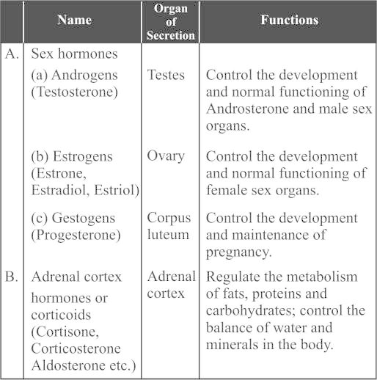 Name
Organ
of
Secretion
Functions
A. Sex hormones
(a) Androgens
(Testosterone)
Testes
Control the development
and normal functioning of
Androsterone and male sex
organs.
(b) Estrogens
(Estrone,
Estradiol, Estriol)
Ovary
Control the development
and normal functioning of
female sex organs.
(c) Gestogens
(Progesterone)
Corpus
luteum
Control the development
and maintenance of
pregnancy.
B. Adrenal cortex
hormones or
corticoids
(Cortisone,
Corticosterone
Aldosterone etc.)
Adrenal
cortex
Regulate the metabolism
of fats, proteins and
carbohydrates; control the
balance of water and
minerals in the body.